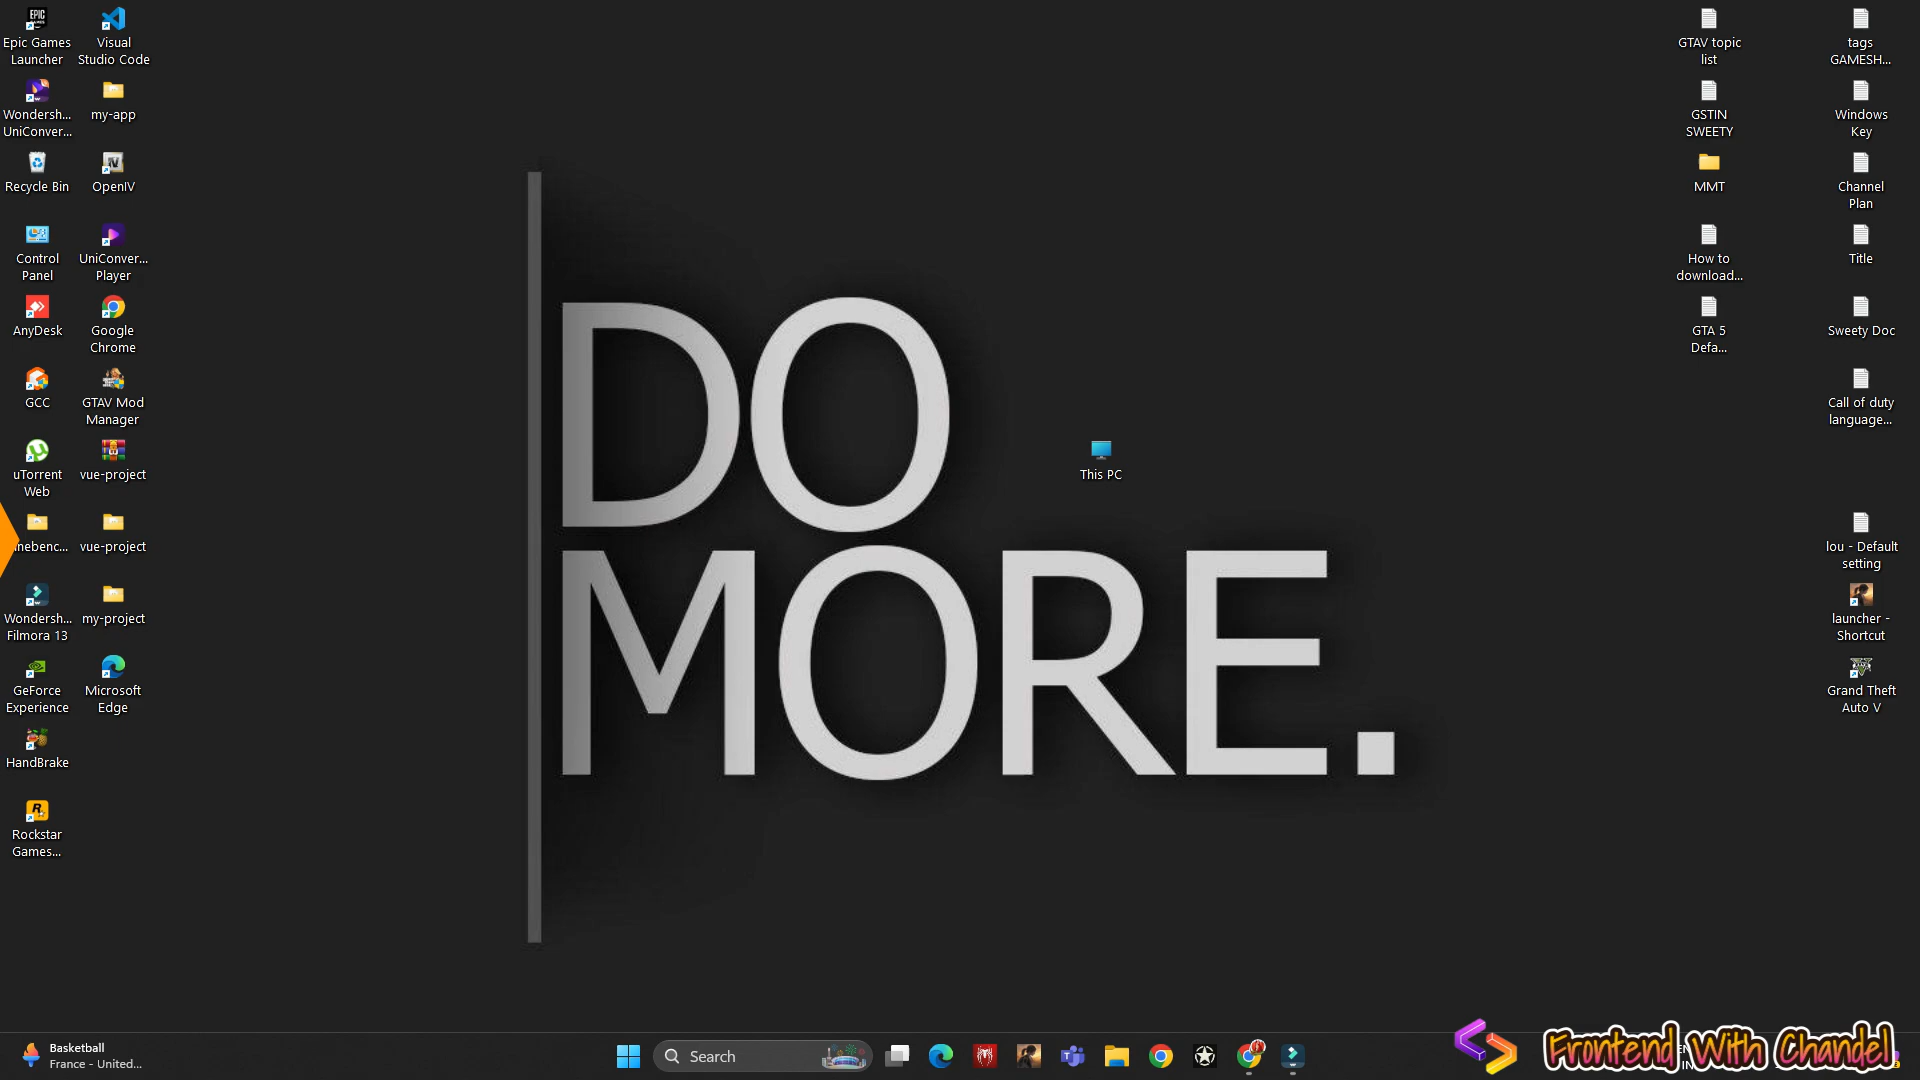 Epic Games
Launcher
Visual
Studio Code
Wondersh...
UniConver...
my-app
Recycle Bin
OpenIV
Control
Panel
UniConver...
Player
AnyDesk
Google
Chrome
GCC
GTAV Mod
Manager
uTorrent
Web
vue-project
nebenc...
vue-project
Wondersh...
Filmora 13
my-project
GeForce
Experience
Microsoft
Edge
HandBrake
Rockstar
Games...
DO
MORE.
This PC
GTAV topic
list
tags
GAMESH...
GSTIN
SWEETY
Windows
Key
MMT
Channel
Plan
How to
download...
Title
GTA 5
Defa...
Sweety Doc
Call of duty
language...
lou - Default
setting
launcher -
Shortcut
Grand Theft
Auto V
Basketball
France - United...
Search
Frontend With Chandel